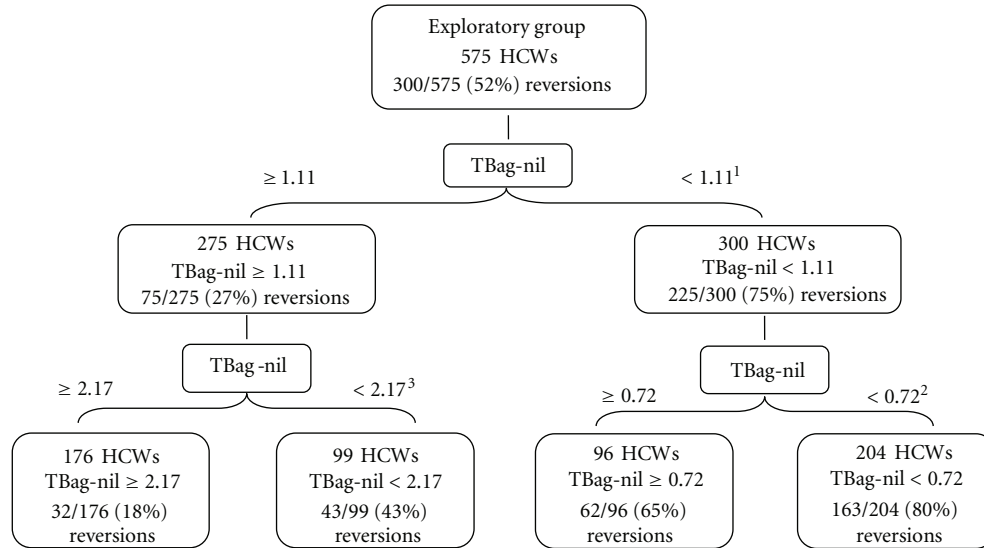 Exploratory group
575 HCWs
300/575 (52%) reversions
TBag-nil
≥ 1.11
< 1.11¹
275 HCWs
TBag-nil ≥ 1.11
75/275 (27%) reversions
300 HCWs
TBag-nil < 1.11
225/300 (75%) reversions
TBag-nil
TBag-nil
≥ 2.17
< 2.17³
≥ 0.72
< 0.72²
176 HCWs
TBag-nil ≥ 2.17
32/176 (18%)
reversions
99 HCWs
TBag-nil < 2.17
43/99 (43%)
reversions
96 HCWs
TBag-nil ≥ 0.72
62/96 (65%)
reversions
204 HCWs
TBag-nil < 0.72
163/204 (80%)
reversions